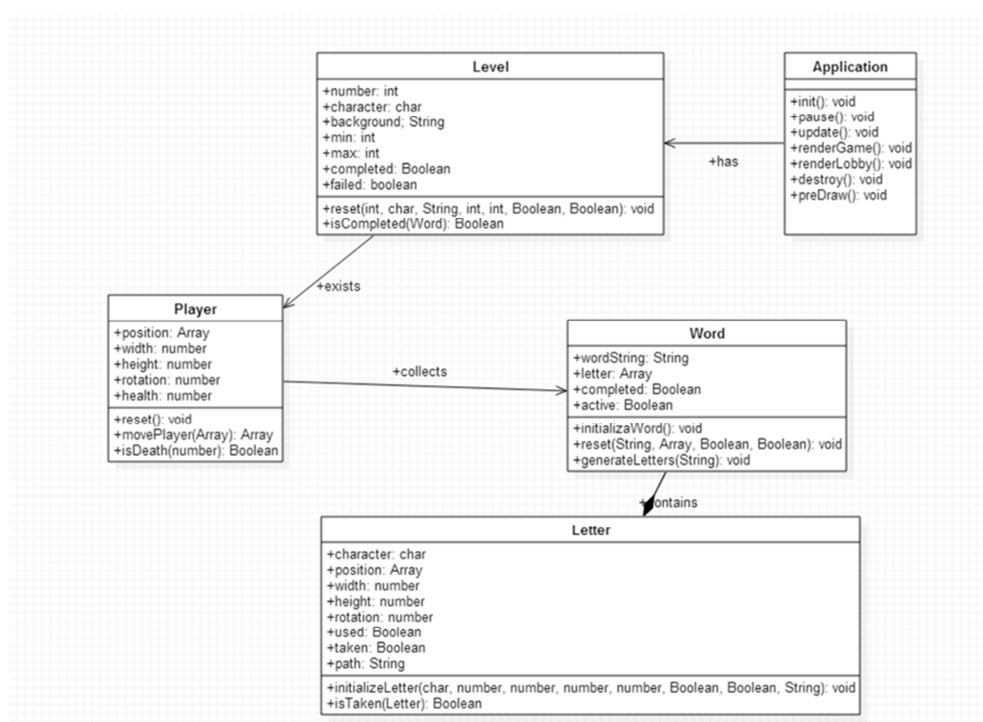 Level
+number: int
+character: char
+background; String
+min: int
+max: int
+completed: Boolean
+failed: boolean
+reset(int, char, String, int, int, Boolean, Boolean): void
+isCompleted(Word): Boolean
Application
+init(): void
+pause(): void
+update(): void
+renderGame(): void
+renderLobby(): void
+destroy(): void
+preDraw(): void
+has
+exists
Player
+position: Array
+width: number
+height: number
+rotation: number
+health: number
+reset(): void
+movePlayer(Array): Array
+isDeath(number): Boolean
+collects
Word
+wordString: String
+letter: Array
+completed: Boolean
+active: Boolean
+initializaWord(): void
+reset(String, Array, Boolean, Boolean): void
+generateLetters(String): void
+contains
Letter
+character: char
+position: Array
+width: number
+height: number
+rotation: number
+used: Boolean
+taken: Boolean
+path: String
+initializeLetter(char, number, number, number, number, Boolean, Boolean, String): void
+isTaken(Letter): Boolean